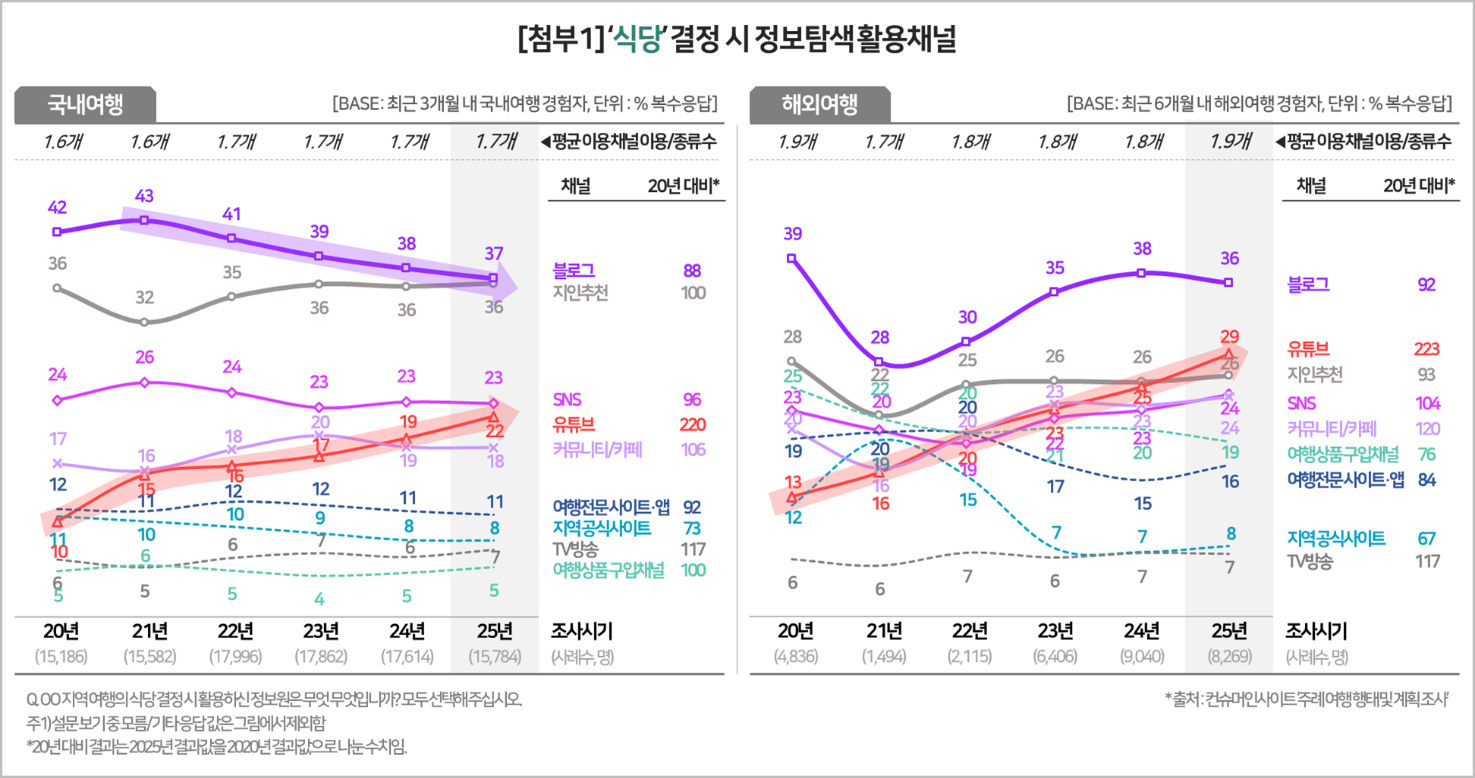 [첨부 1] ‘식당’ 결정 시 정보탐색 활용채널
국내여행
[BASE : 최근 3개월 내 국내여행 경험자, 단위 : % 복수응답]
1.6개 1.6개 1.7개 1.7개 1.7개 1.7개 ◀평균 이용채널 이용/종류 수
채널 20년 대비*
42 43 41 39 38 37 블로그 88
36 32 35 36 36 36 지인추천 100
24 26 24 23 23 23 SNS 96
10 15 16 17 19 22 유튜브 220
17 16 18 20 19 18 커뮤니티/카페 106
12 11 12 12 11 11 여행전문사이트·앱 92
11 10 10 9 8 8 지역공식사이트 73
6 5 6 7 6 7 TV방송 117
5 6 5 4 5 5 여행상품 구입채널 100
20년 21년 22년 23년 24년 25년 조사시기
(15,186) (15,582) (17,996) (17,862) (17,614) (15,784) (사례수, 명)
해외여행
[BASE : 최근 6개월 내 해외여행 경험자, 단위 : % 복수응답]
1.9개 1.7개 1.8개 1.8개 1.8개 1.9개 ◀평균 이용채널 이용/종류 수
채널 20년 대비*
39 28 30 35 38 36 블로그 92
13 16 20 23 25 29 유튜브 223
28 22 25 26 26 26 지인추천 93
23 20 19 22 23 24 SNS 104
20 16 20 23 23 24 커뮤니티/카페 120
25 22 20 21 20 19 여행상품 구입채널 76
19 20 20 17 15 16 여행전문사이트·앱 84
12 19 15 7 7 8 지역공식사이트 67
6 6 7 6 7 7 TV방송 117
20년 21년 22년 23년 24년 25년 조사시기
(4,836) (1,494) (2,115) (6,406) (9,040) (8,269) (사례수, 명)
Q. OO 지역 여행의 식당 결정 시 활용하신 정보원은 무엇 무엇입니까? 모두 선택해 주십시오.
주1) 설문 보기 중 모름/기타 응답 값은 그림에서 제외함
*20년 대비 결과는 2025년 결과값을 2020년 결과값으로 나눈 수치임.
* 출처 : 컨슈머인사이트 ‘주례 여행 행태 및 계획 조사’